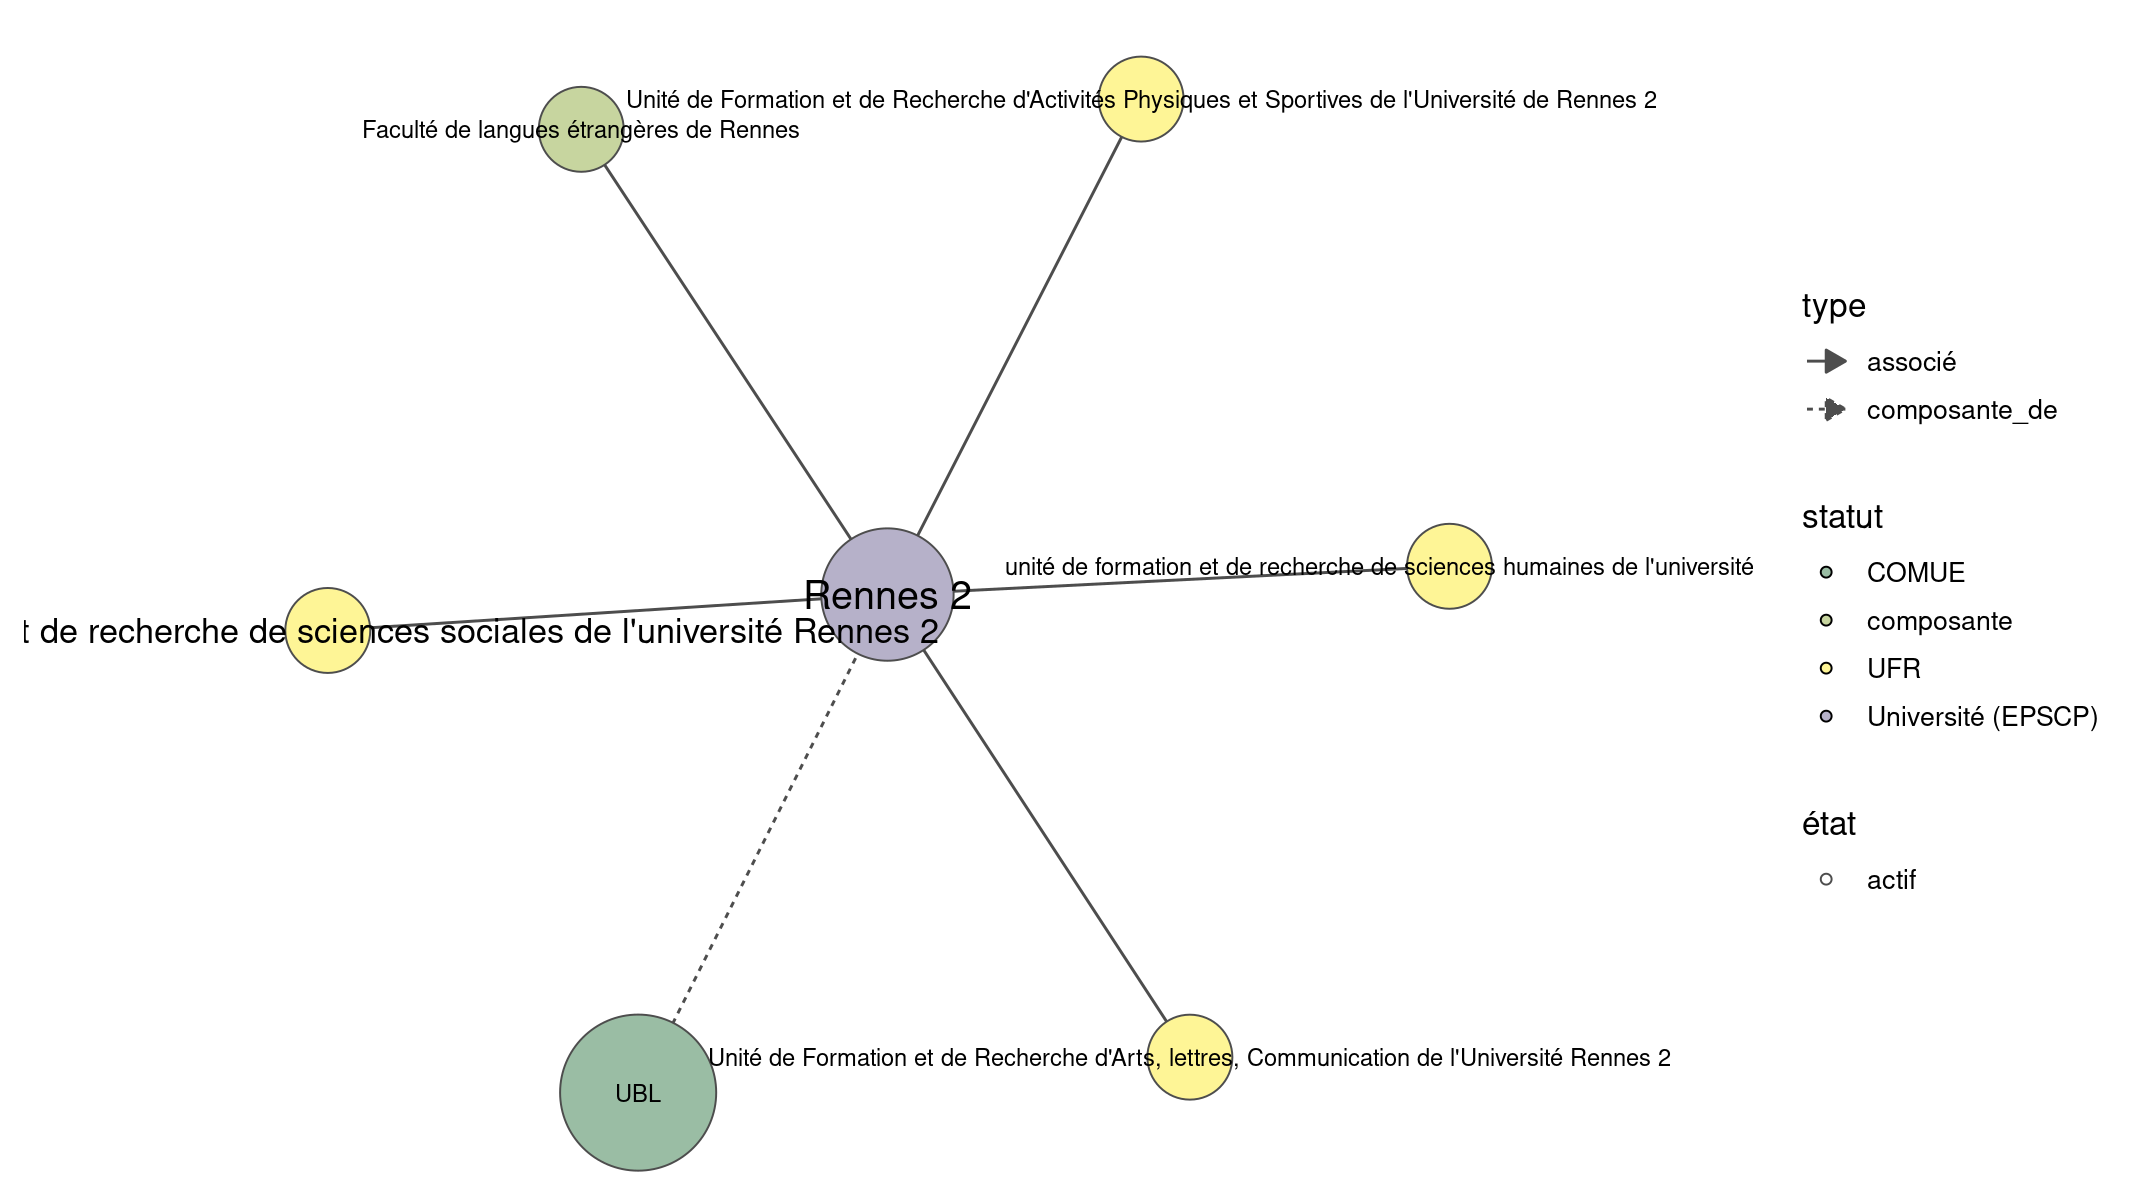 Unité de Formation et de Recherche d'Activités Physiques et Sportives de l'Université de Rennes 2
Faculté de langues étrangères de Rennes
unité de formation et de recherche de sciences humaines de l'université
Rennes 2
t de recherche de sciences sociales de l'université Rennes 2
Unité de Formation et de Recherche d'Arts, lettres, Communication de l'Université Rennes 2
UBL
type
associé
composante_de
statut
COMUE
composante
UFR
Université (EPSCP)
état
actif